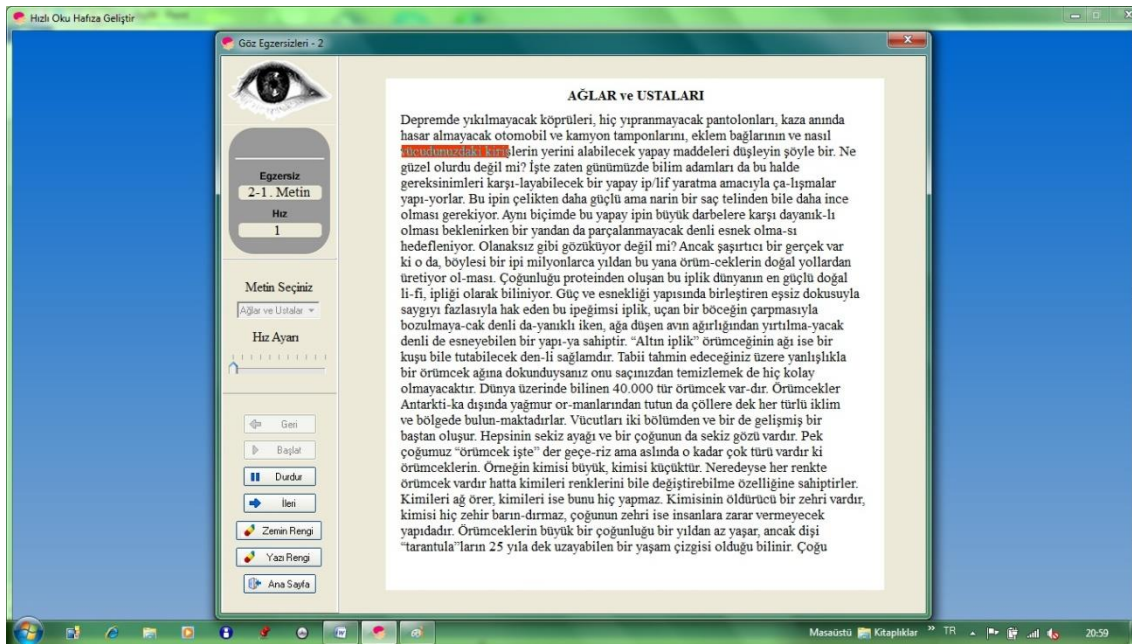 Hızlı Oku Hafıza Geliştir
Göz Egzersizleri - 2
Egzersiz
2-1. Metin
Hız
1
Metin Seçiniz
Ağlar ve Ustalar
Hız Ayarı
Geri
Başlat
Durdur
İleri
Zemin Rengi
Yazı Rengi
Ana Sayfa
AĞLAR ve USTALARI
Depremde yıkılmayacak köprüleri, hiç yıpranmayacak pantolonları, kaza anında
hasar almayacak otomobil ve kamyon tamponlarını, eklem bağlarının ve nasıl
vücudunuzdaki kirişlerin yerini alabilecek yapay maddeleri düşleyin şöyle bir. Ne
güzel olurdu değil mi? İşte zaten günümüzde bilim adamları da bu halde
gereksinimleri karşı-layabilecek bir yapay ip/lif yaratma amacıyla ça-lışmalar
yapı-yorlar. Bu ipin çelikten daha güçlü ama narin bir saç telinden bile daha ince
olması gerekiyor. Aynı biçimde bu yapay ipin büyük darbelere karşı dayanık-lı
olması beklenirken bir yandan da parçalanmayacak denli esnek olma-sı
hedefleniyor. Olanaksız gibi gözüküyor değil mi? Ancak şaşırtıcı bir gerçek var
ki o da, böylesi bir ipi milyonlarca yıldan bu yana örüm-ceklerin doğal yollardan
üretiyor ol-ması. Çoğunluğu proteinden oluşan bu iplik dünyanın en güçlü doğal
li-fi, ipliği olarak biliniyor. Güç ve esnekliği yapısında birleştiren eşsiz dokusuyla
saygıyı fazlasıyla hak eden bu ipeğimsi iplik, uçan bir böceğin çarpmasıyla
bozulmaya-cak denli da-yanıklı iken, ağa düşen avın ağırlığından yırtılma-yacak
denli de esneyebilen bir yapı-ya sahiptir. “Altın iplik” örümceğinin ağı ise bir
kuşu bile tutabilecek den-li sağlamdır. Tabii tahmin edeceğiniz üzere yanlışlıkla
bir örümcek ağına dokunduysanız onu saçınızdan temizlemek de hiç kolay
olmayacaktır. Dünya üzerinde bilinen 40.000 tür örümcek var-dır. Örümcekler
Antarkti-ka dışında yağmur or-manlarından tutun da çöllere dek her türlü iklim
ve bölgede bulun-maktadırlar. Vücutları iki bölümden ve bir de gelişmiş bir
baştan oluşur. Hepsinin sekiz ayağı ve bir çoğunun da sekiz gözü vardır. Pek
çoğumuz “örümcek işte” der geçe-riz ama aslında o kadar çok türü vardır ki
örümceklerin. Örneğin kimisi büyük, kimisi küçüktür. Neredeyse her renkte
örümcek vardır hatta kimileri renklerini bile değiştirebilme özelliğine sahiptirler.
Kimileri ağ örer, kimileri ise bunu hiç yapmaz. Kimisinin öldürücü bir zehri vardır,
kimisi hiç zehir barın-dırmaz, çoğunun zehri ise insanlara zarar vermeyecek
yapıdadır. Örümceklerin büyük bir çoğunluğu bir yıldan az yaşar, ancak dişi
“tarantula”ların 25 yıla dek uzayabilen bir yaşam çizgisi olduğu bilinir. Çoğu
Masaüstü Kitaplıklar » TR 20:59